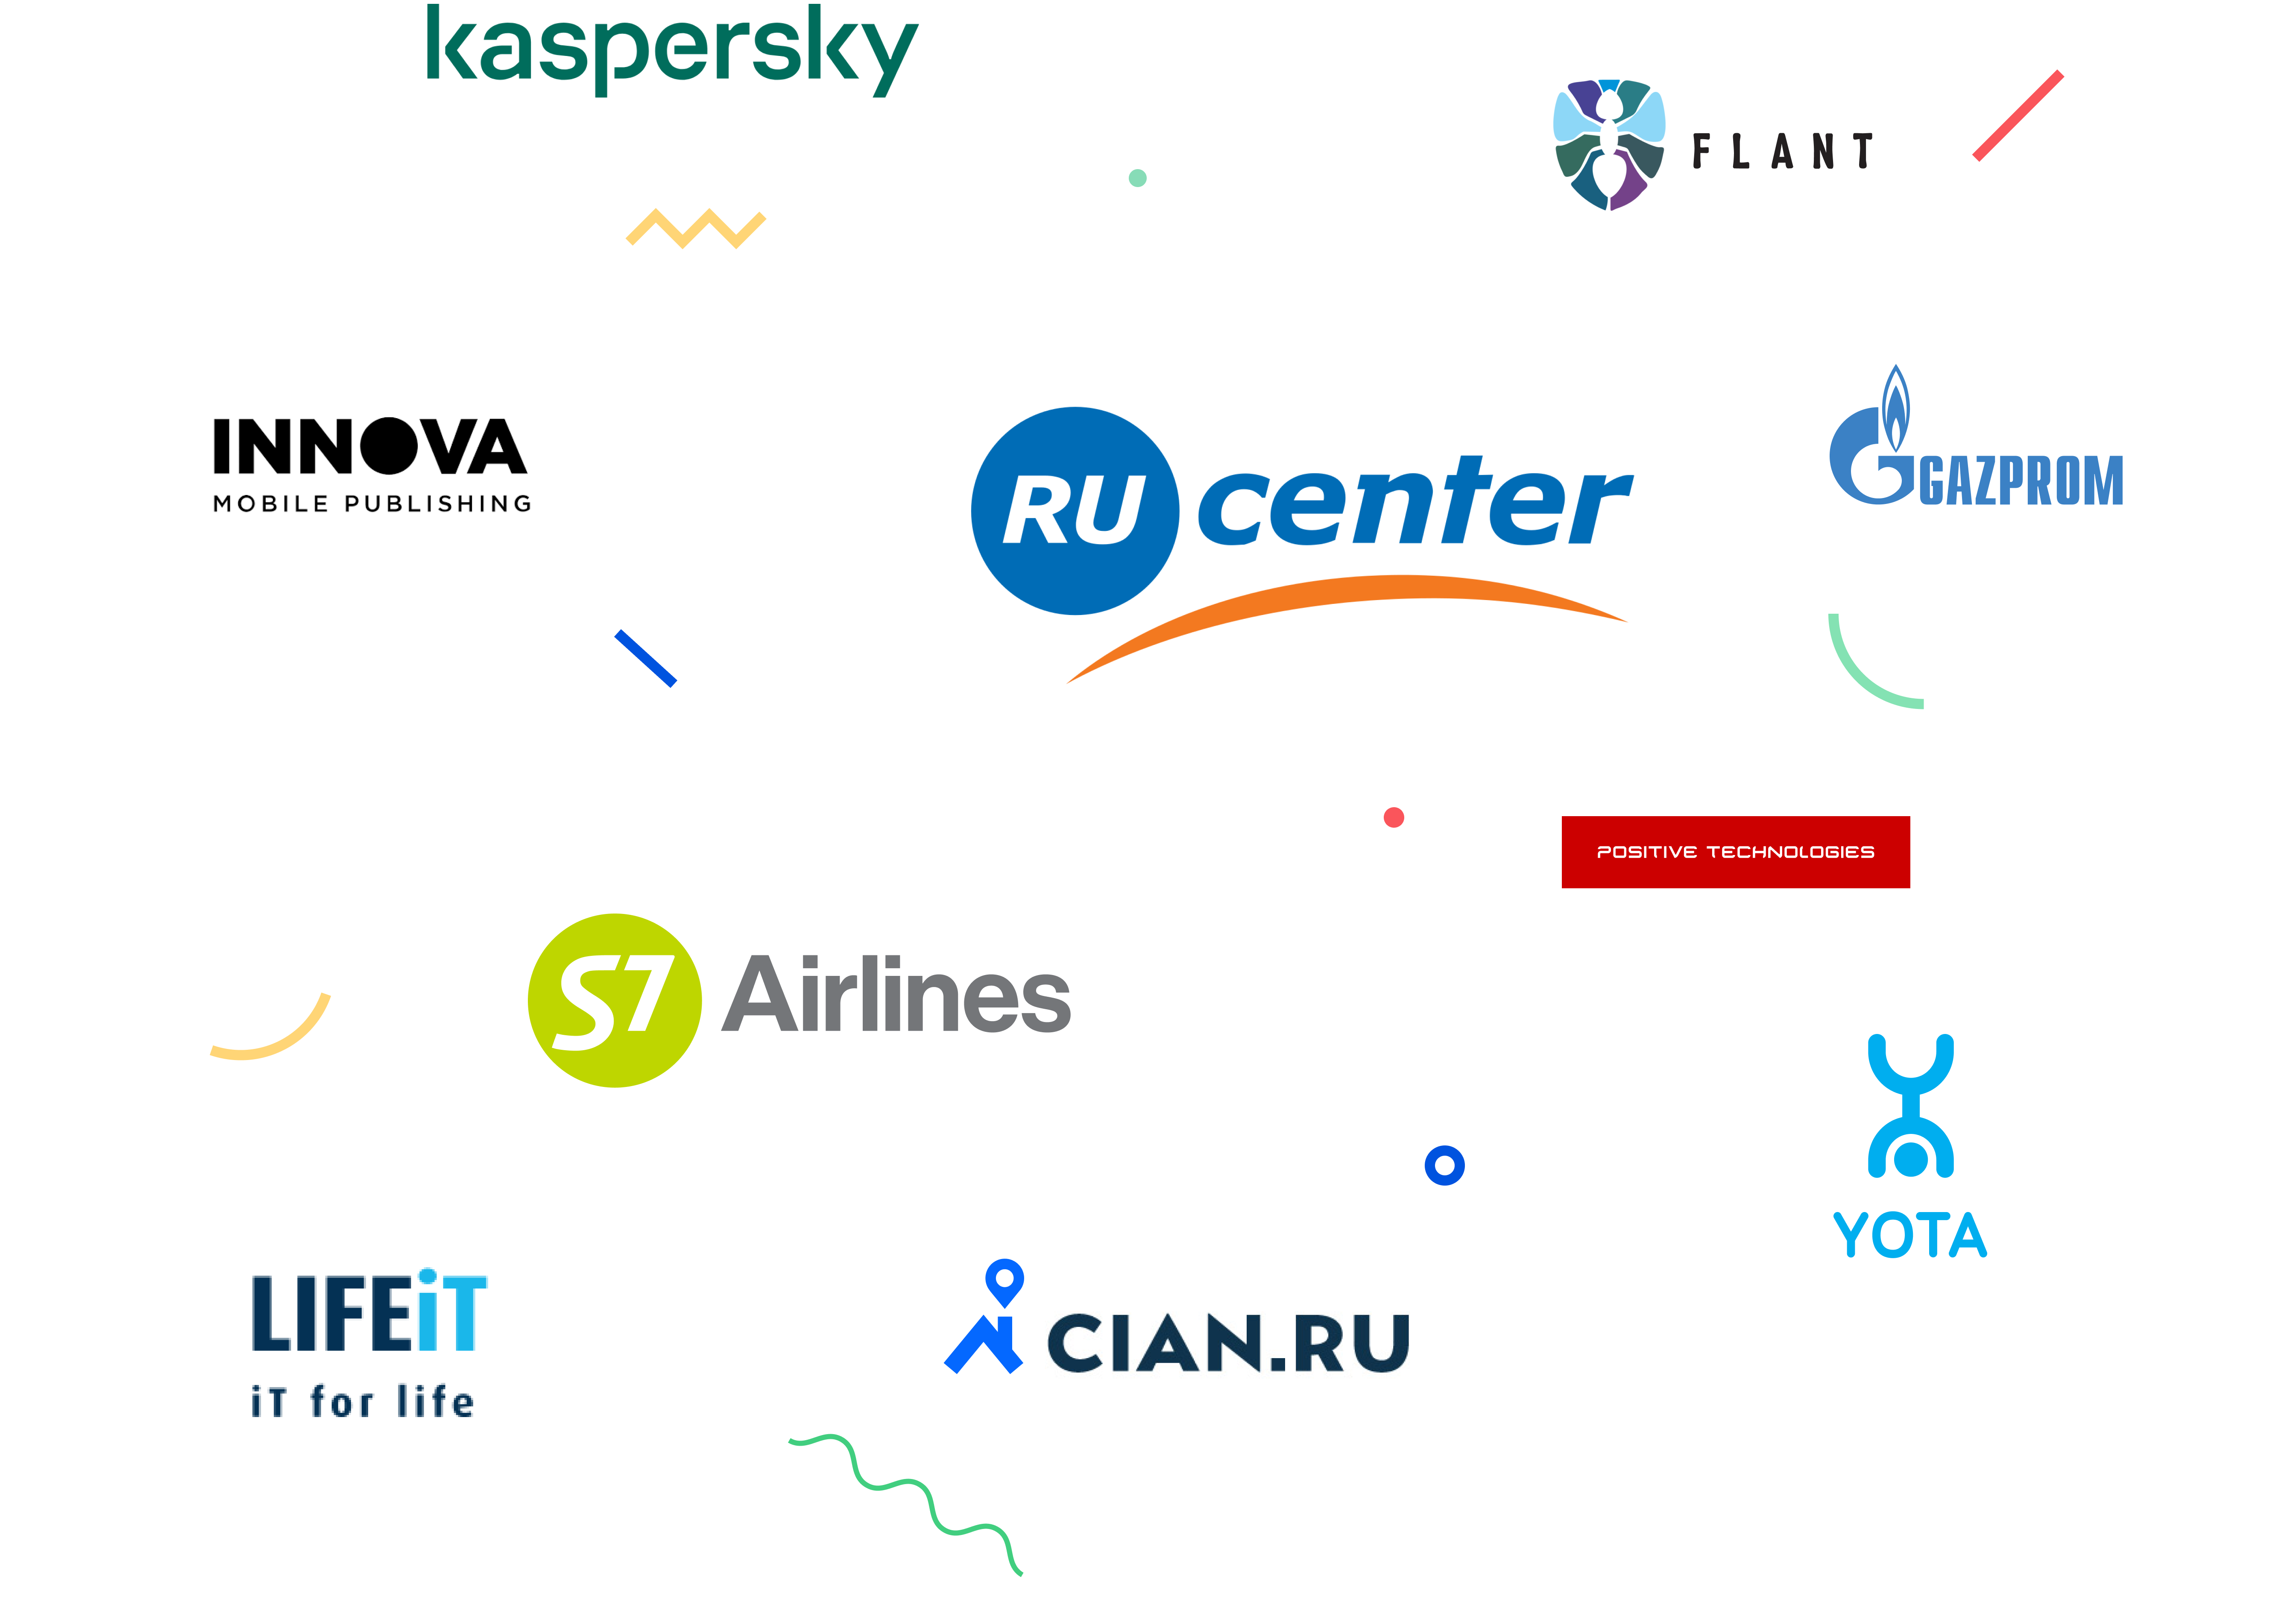 kaspersky
FLANT
INNOVA
MOBILE PUBLISHING
RU center
GAZPROM
POSITIVE TECHNOLOGIES
S7 Airlines
YOTA
LIFEiT
iT for life
CIAN.RU